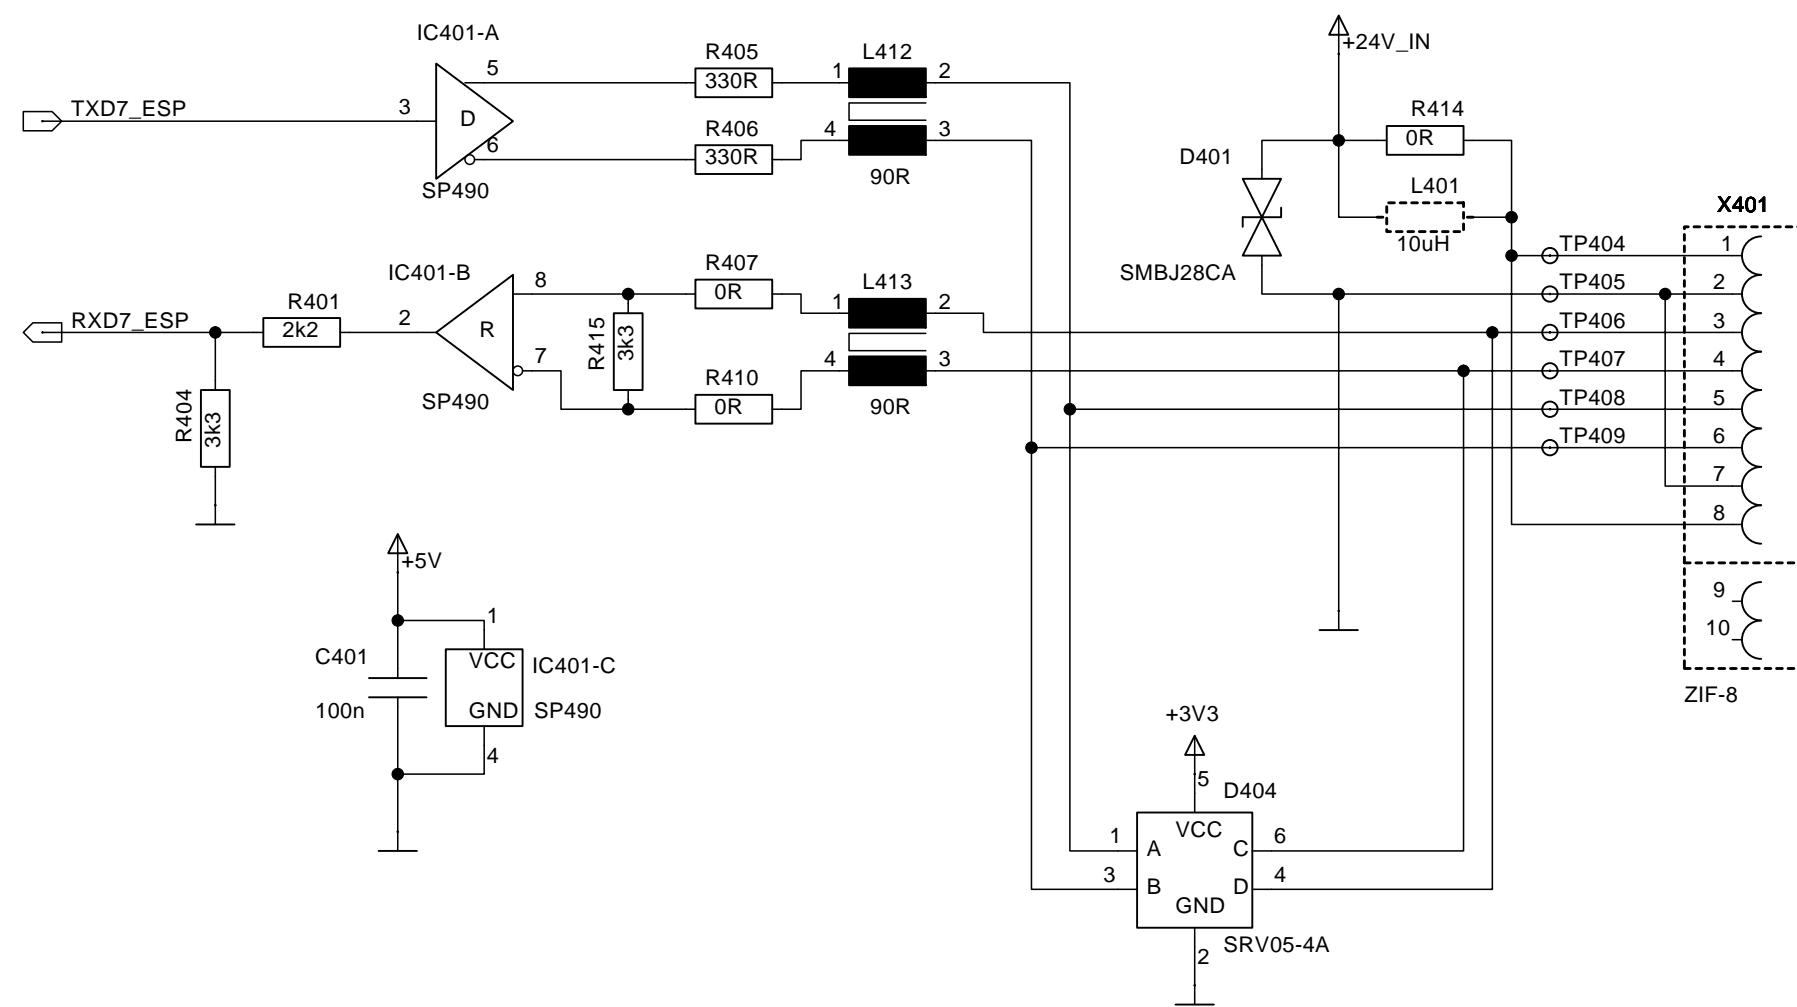 IC401-A
TXD7_ESP
3
D
5
6
SP490
R405
330R
R406
330R
L412
1
2
4
3
90R
+24V_IN
R414
0R
D401
L401
10uH
SMBJ28CA
X401
TP404
1
TP405
2
TP406
3
TP407
4
TP408
5
TP409
6
7
8
9
10
ZIF-8
IC401-B
RXD7_ESP
R401
2k2
2
R
8
7
SP490
R404
3k3
R415
3k3
R407
0R
R410
0R
L413
1
2
4
3
90R
+5V
1
C401
100n
VCC
GND
IC401-C
SP490
4
+3V3
5
D404
VCC
1
A
C
6
3
B
D
4
GND
SRV05-4A
2